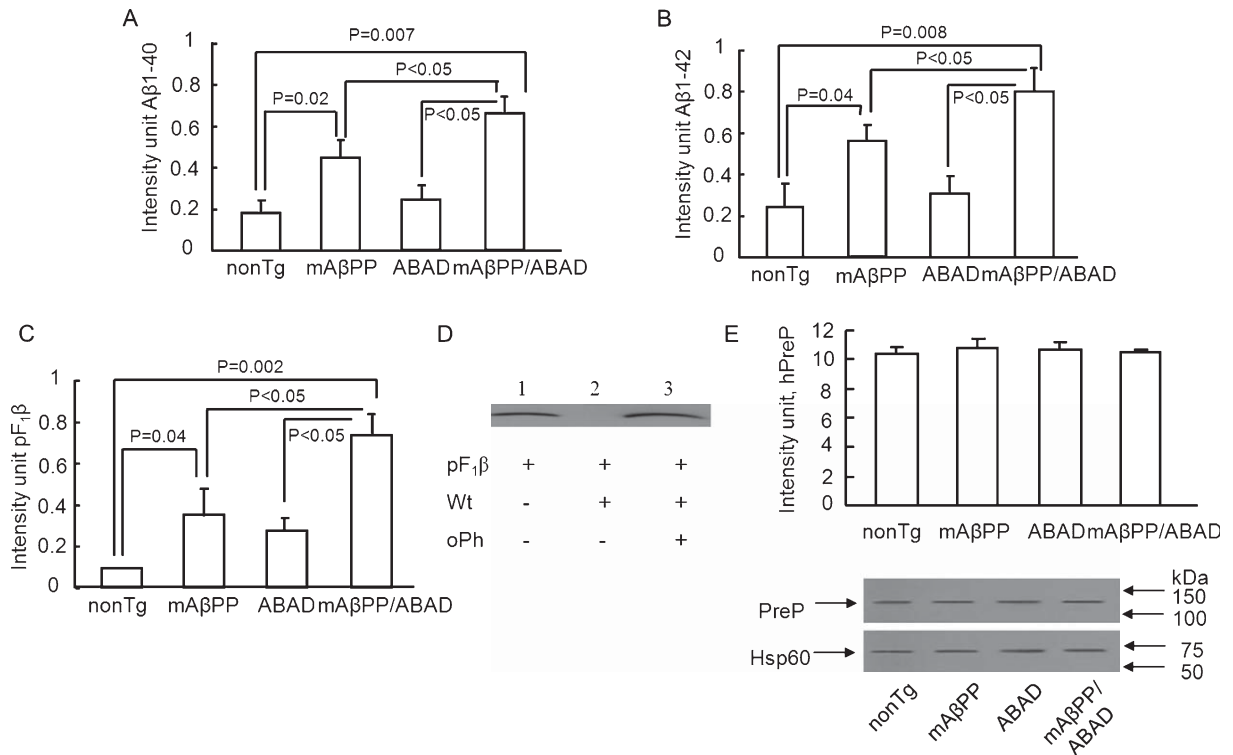 A
Intensity unit Aβ1-40
1
0.8
0.6
0.4
0.2
0
P=0.007
P<0.05
P=0.02
P<0.05
nonTg mAβPP ABAD mAβPP/ABAD
B
Intensity unit Aβ1-42
1
0.8
0.6
0.4
0.2
0
P=0.008
P<0.05
P=0.04
P<0.05
nonTg mAβPP ABAD mAβPP/ABAD
C
Intensity unit pF₁β
1
0.8
0.6
0.4
0.2
0
P=0.002
P<0.05
P=0.04
P<0.05
nonTg mAβPP ABAD mAβPP/ABAD
D
1 2 3
pF₁β + + +
Wt - + +
oPh - - +
E
Intensity unit, hPreP
12
10
8
6
4
2
0
nonTg mAβPP ABAD mAβPP/ABAD
kDa
PreP
150
100
Hsp60
75
50
nonTg mAβPP ABAD mAβPP/
ABAD